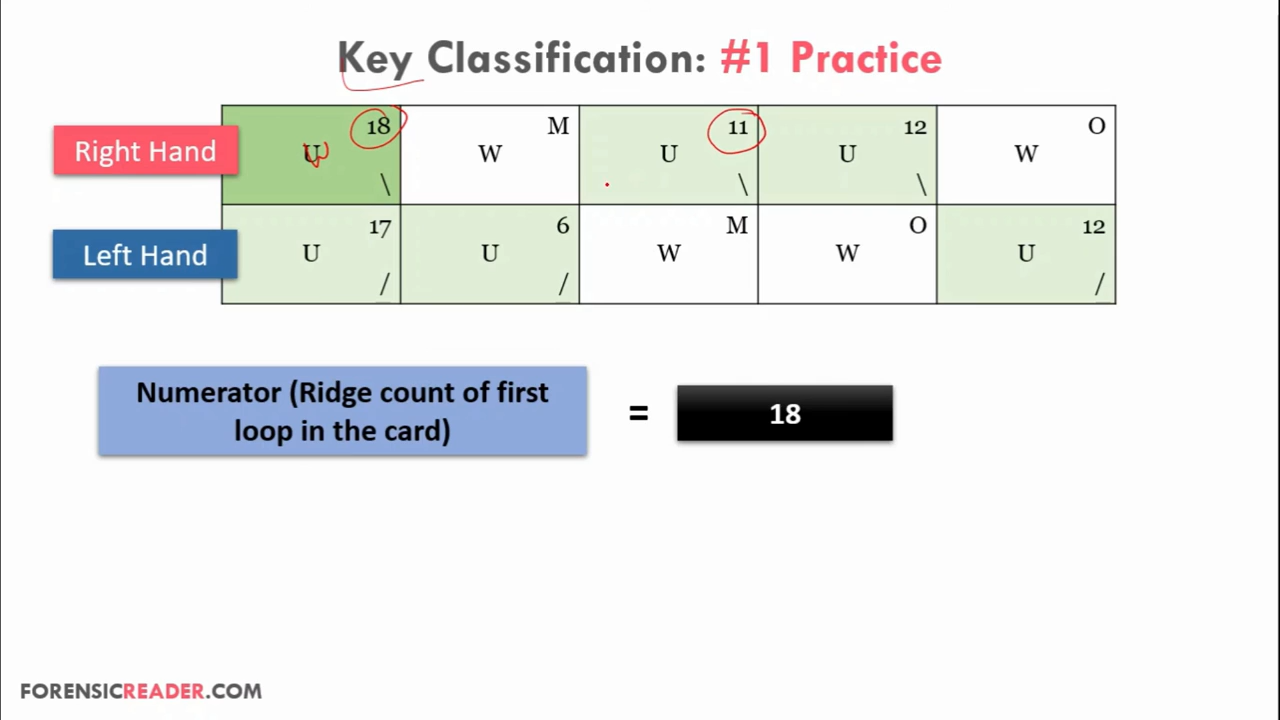 Key Classification: #1 Practice
Right Hand
18 M 11 12 O
U W U U W
\ \ \
Left Hand
17 6 M O 12
U U W W U
/ / /
Numerator (Ridge count of first
loop in the card)
=
18
FORENSICREADER.COM